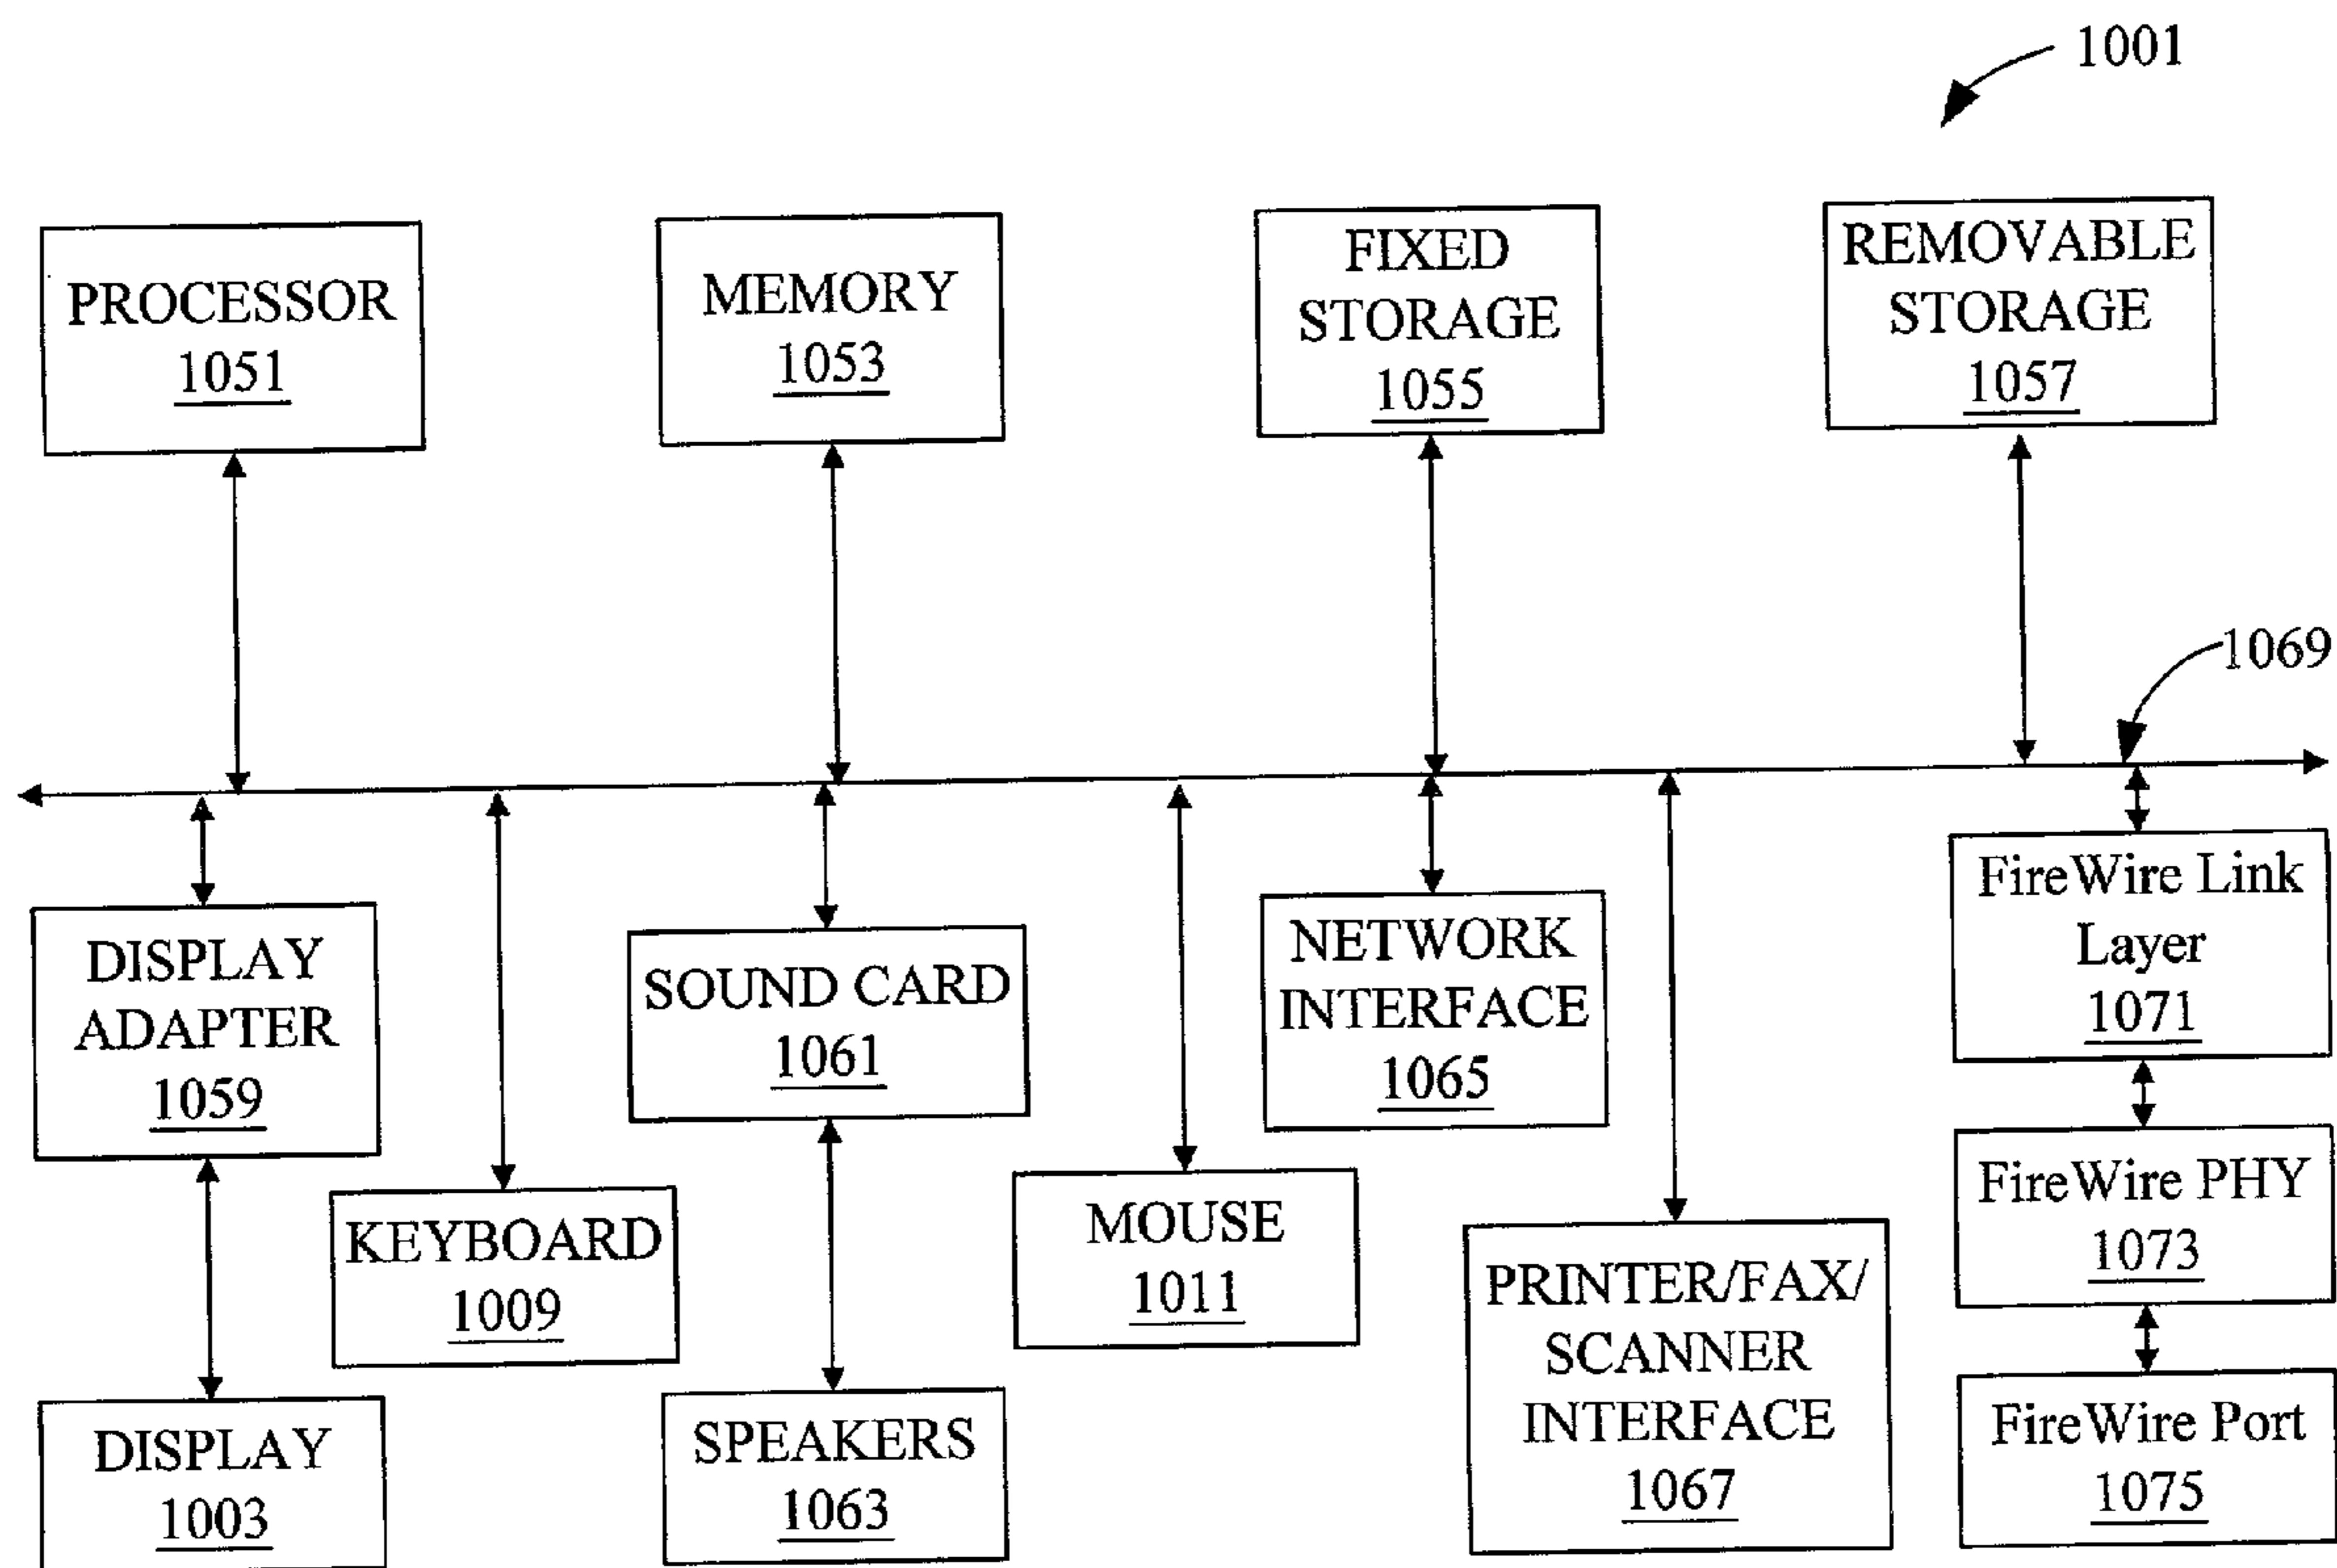 1001
PROCESSOR
1051
MEMORY
1053
FIXED
STORAGE
1055
REMOVABLE
STORAGE
1057
1069
DISPLAY
ADAPTER
1059
KEYBOARD
1009
SOUND CARD
1061
MOUSE
1011
NETWORK
INTERFACE
1065
PRINTER/FAX/
SCANNER
INTERFACE
1067
FireWire Link
Layer
1071
FireWire PHY
1073
FireWire Port
1075
DISPLAY
1003
SPEAKERS
1063